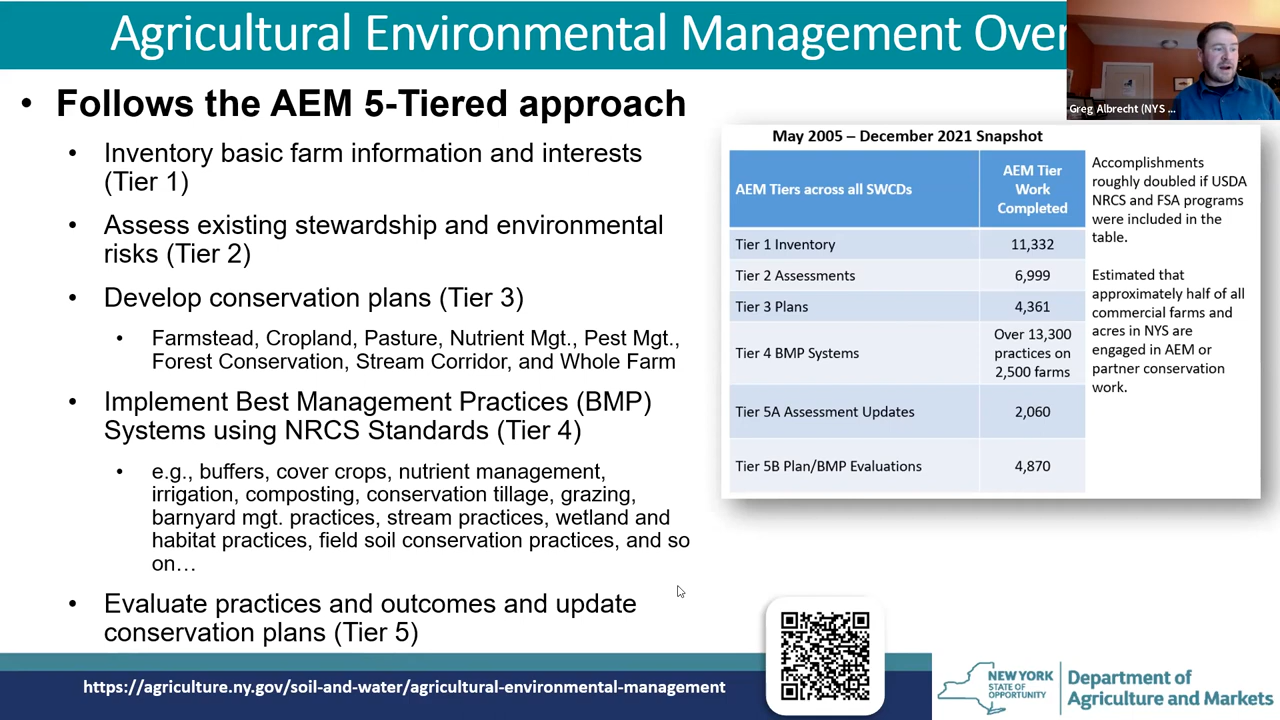 Agricultural Environmental Management Over
Greg Albrecht (NYS ...
• Follows the AEM 5-Tiered approach
• Inventory basic farm information and interests
(Tier 1)
• Assess existing stewardship and environmental
risks (Tier 2)
• Develop conservation plans (Tier 3)
• Farmstead, Cropland, Pasture, Nutrient Mgt., Pest Mgt.,
Forest Conservation, Stream Corridor, and Whole Farm
• Implement Best Management Practices (BMP)
Systems using NRCS Standards (Tier 4)
• e.g., buffers, cover crops, nutrient management,
irrigation, composting, conservation tillage, grazing,
barnyard mgt. practices, stream practices, wetland and
habitat practices, field soil conservation practices, and so
on…
• Evaluate practices and outcomes and update
conservation plans (Tier 5)
May 2005 – December 2021 Snapshot
AEM Tiers across all SWCDs
AEM Tier
Work
Completed
Tier 1 Inventory 11,332
Tier 2 Assessments 6,999
Tier 3 Plans 4,361
Tier 4 BMP Systems
Over 13,300
practices on
2,500 farms
Tier 5A Assessment Updates 2,060
Tier 5B Plan/BMP Evaluations 4,870
Accomplishments
roughly doubled if USDA
NRCS and FSA programs
were included in the
table.
Estimated that
approximately half of all
commercial farms and
acres in NYS are
engaged in AEM or
partner conservation
work.
https://agriculture.ny.gov/soil-and-water/agricultural-environmental-management
NEW YORK
STATE OF
OPPORTUNITY
Department of
Agriculture and Markets